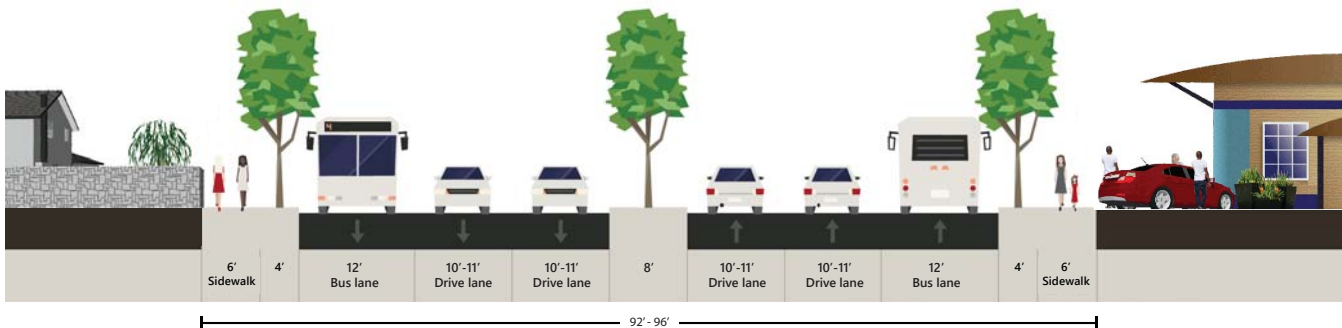 4
6’
Sidewalk
4’
12’
Bus lane
10’-11’
Drive lane
10’-11’
Drive lane
8’
10’-11’
Drive lane
10’-11’
Drive lane
12’
Bus lane
4’
6’
Sidewalk
92’- 96’